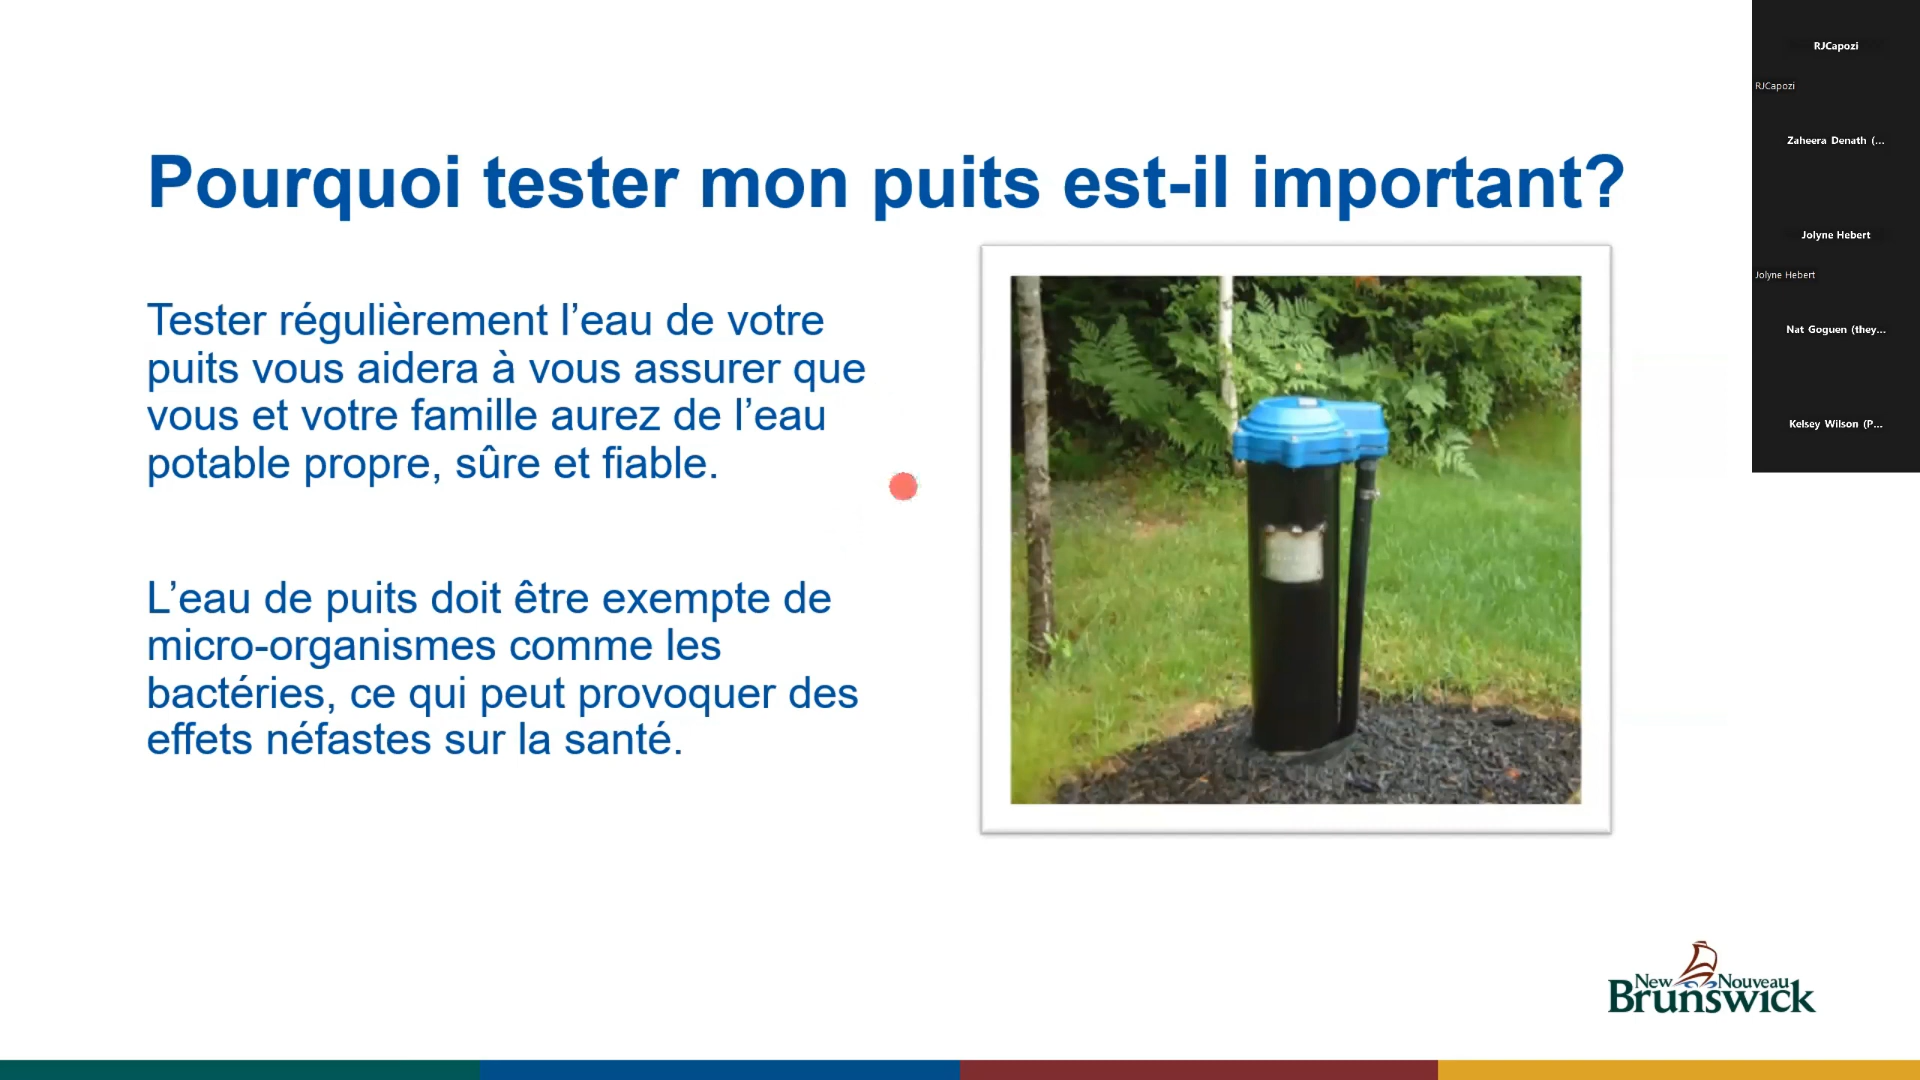 Pourquoi tester mon puits est-il important?
Tester régulièrement l’eau de votre
puits vous aidera à vous assurer que
vous et votre famille aurez de l’eau
potable propre, sûre et fiable.
L’eau de puits doit être exempte de
micro-organismes comme les
bactéries, ce qui peut provoquer des
effets néfastes sur la santé.
RJCapozi
RJCapozi
Zaheera Denath (...
Jolyne Hebert
Jolyne Hebert
Nat Goguen (they...
Kelsey Wilson (P...
New Nouveau
Brunswick